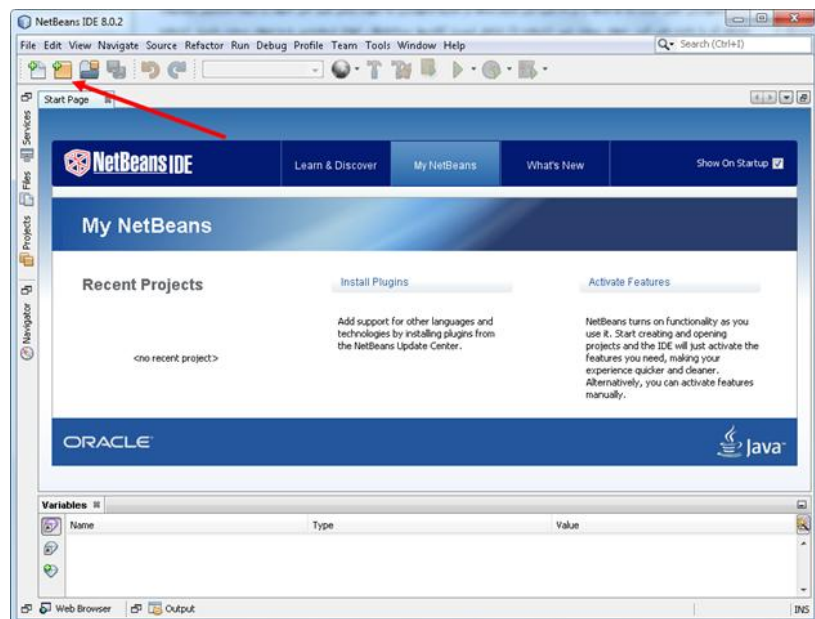 NetBeans IDE 8.0.2
File Edit View Navigate Source Refactor Run Debug Profile Team Tools Window Help
Search (Ctrl+I)
Start Page
Services
Files
Projects
Navigator
NetBeans IDE
Learn & Discover
My NetBeans
What's New
Show On Startup
My NetBeans
Recent Projects
<no recent project>
Install Plugins
Add support for other languages and
technologies by installing plugins from
the NetBeans Update Center.
Activate Features
NetBeans turns on functionality as you
use it. Start creating and opening
projects and the IDE will just activate the
features you need, making your
experience quicker and cleaner.
Alternatively, you can activate features
manually.
ORACLE
Java
Variables
Name Type Value
Web Browser Output
INS